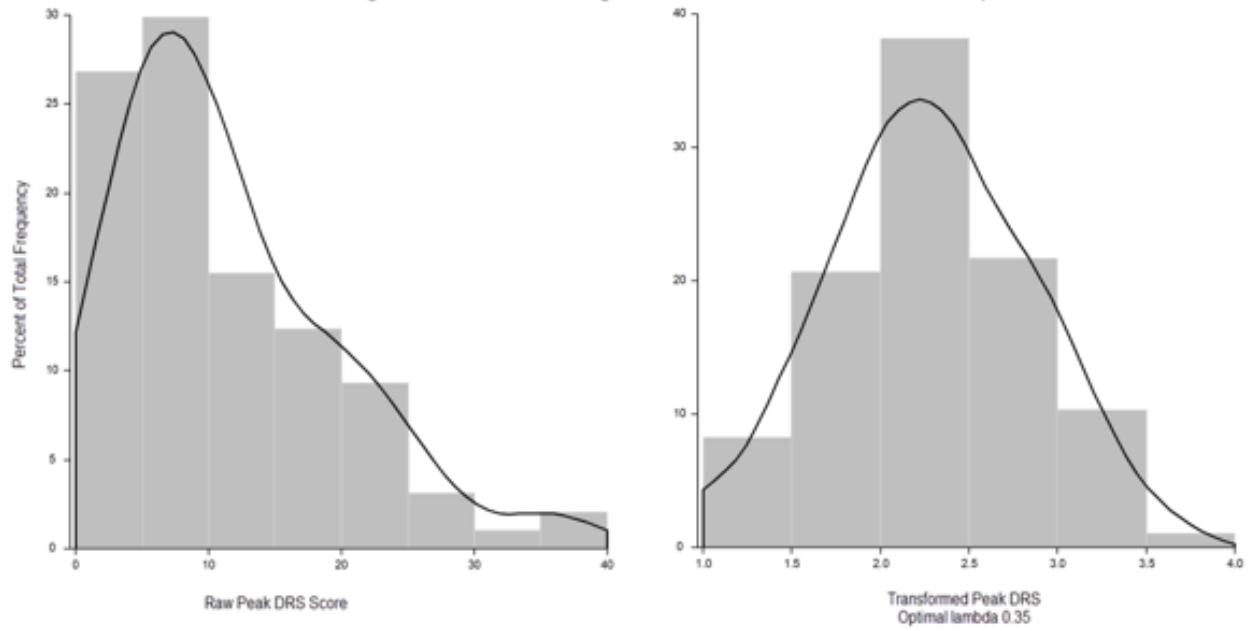 30
25
20
15
10
5
0
Percent of Total Frequency
0 10 20 30 40
Raw Peak DRS Score
40
30
20
10
0
1.0 1.5 2.0 2.5 3.0 3.5 4.0
Transformed Peak DRS
Optimal lambda 0.35